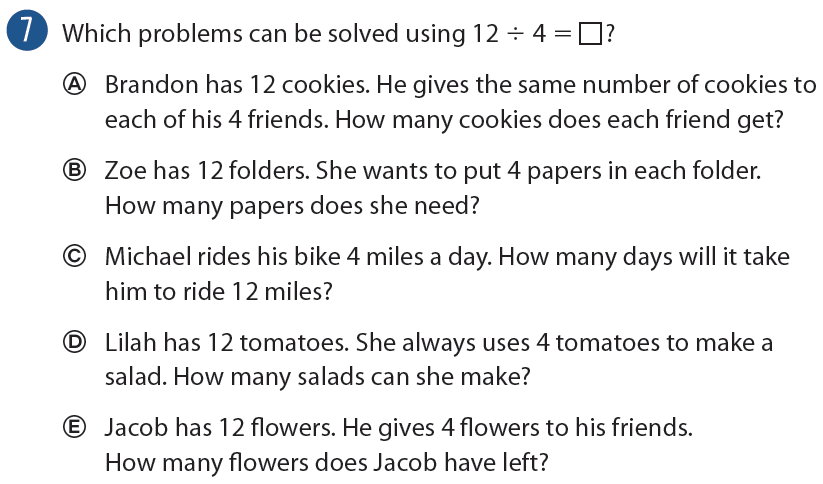 7 Which problems can be solved using 12 ÷ 4 = □?
Ⓐ Brandon has 12 cookies. He gives the same number of cookies to
each of his 4 friends. How many cookies does each friend get?
Ⓑ Zoe has 12 folders. She wants to put 4 papers in each folder.
How many papers does she need?
Ⓒ Michael rides his bike 4 miles a day. How many days will it take
him to ride 12 miles?
Ⓓ Lilah has 12 tomatoes. She always uses 4 tomatoes to make a
salad. How many salads can she make?
Ⓔ Jacob has 12 flowers. He gives 4 flowers to his friends.
How many flowers does Jacob have left?